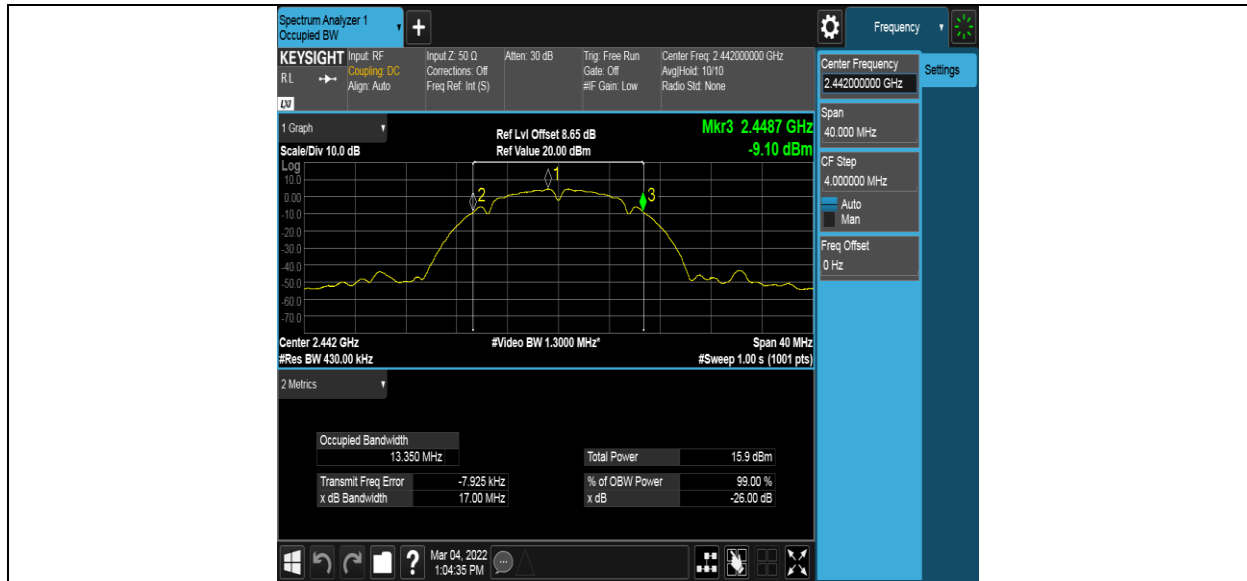 Spectrum Analyzer 1
Occupied BW
+
Frequency
KEYSIGHT
RL
LXI
Input: RF
Coupling: DC
Align: Auto
Input Z: 50 Ω
Corrections: Off
Freq Ref: Int (S)
Atten: 30 dB
Trig: Free Run
Gate: Off
#IF Gain: Low
Center Freq: 2.442000000 GHz
Avg|Hold: 10/10
Radio Std: None
Center Frequency
2.442000000 GHz
Settings
Span
40.000 MHz
CF Step
4.000000 MHz
Auto
Man
Freq Offset
0 Hz
1 Graph
Scale/Div 10.0 dB
Ref Lvl Offset 8.65 dB
Ref Value 20.00 dBm
Mkr3 2.4487 GHz
-9.10 dBm
Log
10.0
0.00
-10.0
-20.0
-30.0
-40.0
-50.0
-60.0
-70.0
1
2
3
Center 2.442 GHz
#Video BW 1.3000 MHz*
Span 40 MHz
#Res BW 430.00 kHz
#Sweep 1.00 s (1001 pts)
2 Metrics
Occupied Bandwidth
13.350 MHz
Total Power 15.9 dBm
Transmit Freq Error -7.925 kHz
% of OBW Power 99.00 %
x dB Bandwidth 17.00 MHz
x dB -26.00 dB
?
Mar 04, 2022
1:04:35 PM